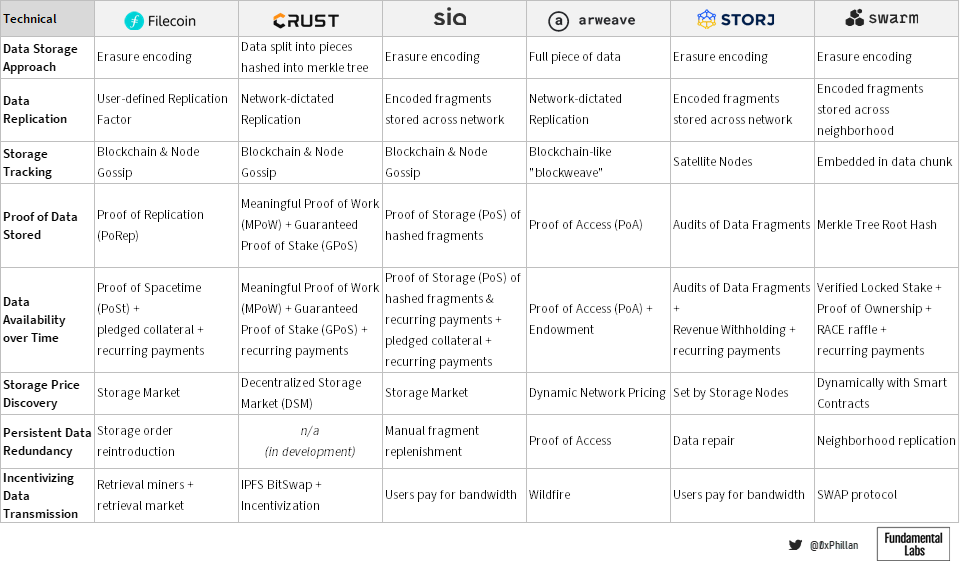 Technical
Filecoin
CRUST
sia
a arweave
STORJ
swarm
Data Storage
Approach
Erasure encoding
Data split into pieces
hashed into merkle tree
Erasure encoding
Full piece of data
Erasure encoding
Erasure encoding
Data
Replication
User-defined Replication
Factor
Network-dictated
Replication
Encoded fragments
stored across network
Network-dictated
Replication
Encoded fragments
stored across network
Encoded fragments
stored across
neighborhood
Storage
Tracking
Blockchain & Node
Gossip
Blockchain & Node
Gossip
Blockchain & Node
Gossip
Blockchain-like
"blockweave"
Satellite Nodes
Embedded in data chunk
Proof of Data
Stored
Proof of Replication
(PoRep)
Meaningful Proof of Work
(MPoW) + Guaranteed
Proof of Stake (GPoS)
Proof of Storage (PoS) of
hashed fragments
Proof of Access (PoA)
Audits of Data Fragments
Merkle Tree Root Hash
Data
Availability
over Time
Proof of Spacetime
(PoSt) +
pledged collateral +
recurring payments
Meaningful Proof of Work
(MPoW) + Guaranteed
Proof of Stake (GPoS) +
recurring payments
Proof of Storage (PoS) of
hashed fragments &
recurring payments +
pledged collateral +
recurring payments
Proof of Access (PoA) +
Endowment
Audits of Data Fragments
+
Revenue Withholding +
recurring payments
Verified Locked Stake +
Proof of Ownership +
RACE raffle +
recurring payments
Storage Price
Discovery
Storage Market
Decentralized Storage
Market (DSM)
Storage Market
Dynamic Network Pricing
Set by Storage Nodes
Dynamically with Smart
Contracts
Persistent Data
Redundancy
Storage order
reintroduction
n/a
(in development)
Manual fragment
replenishment
Proof of Access
Data repair
Neighborhood replication
Incentivizing
Data
Transmission
Retrieval miners +
retrieval market
IPFS BitSwap +
Incentivization
Users pay for bandwidth
Wildfire
Users pay for bandwidth
SWAP protocol
@0xPhillan
Fundamental
Labs